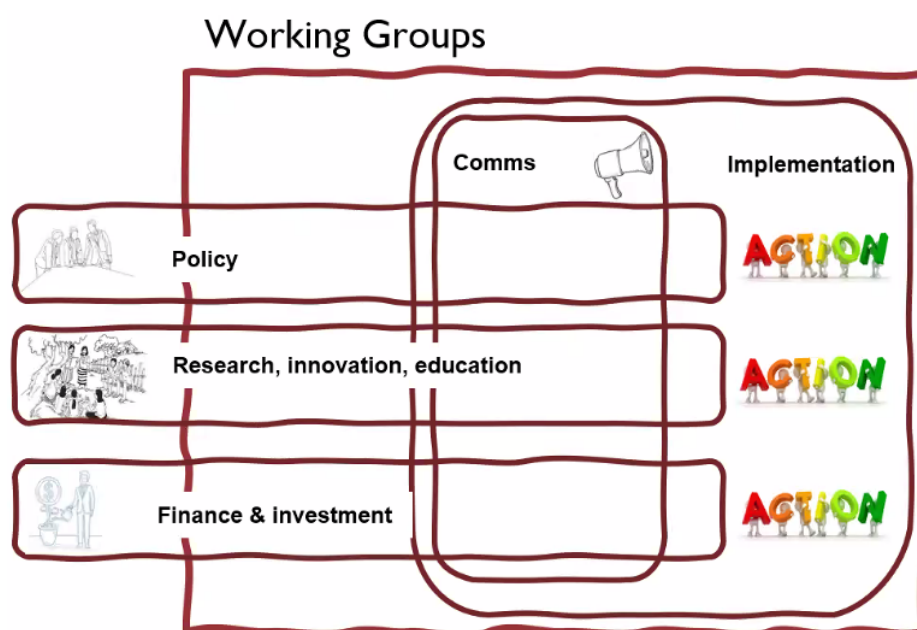 Working Groups
Comms
Implementation
Policy
ACTION
Research, innovation, education
ACTION
Finance & investment
ACTION